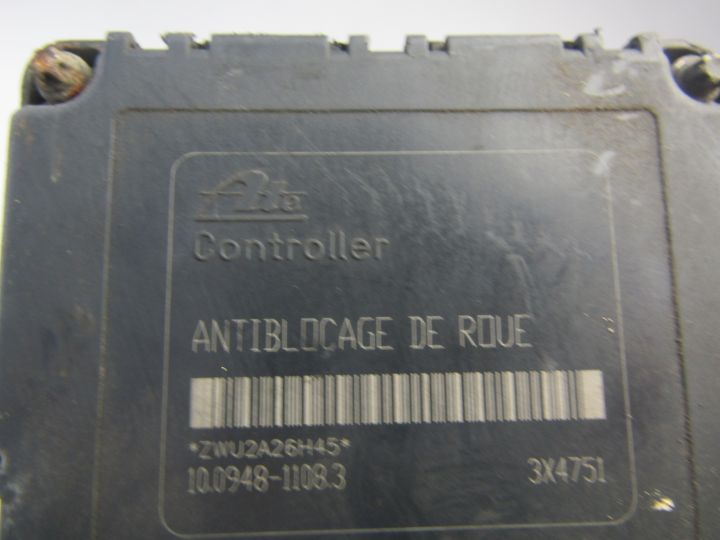 Ate
Controller
ANTIBLOCAGE DE ROUE
*ZWU2A26H45*
10.0948-1108.3 3X4751